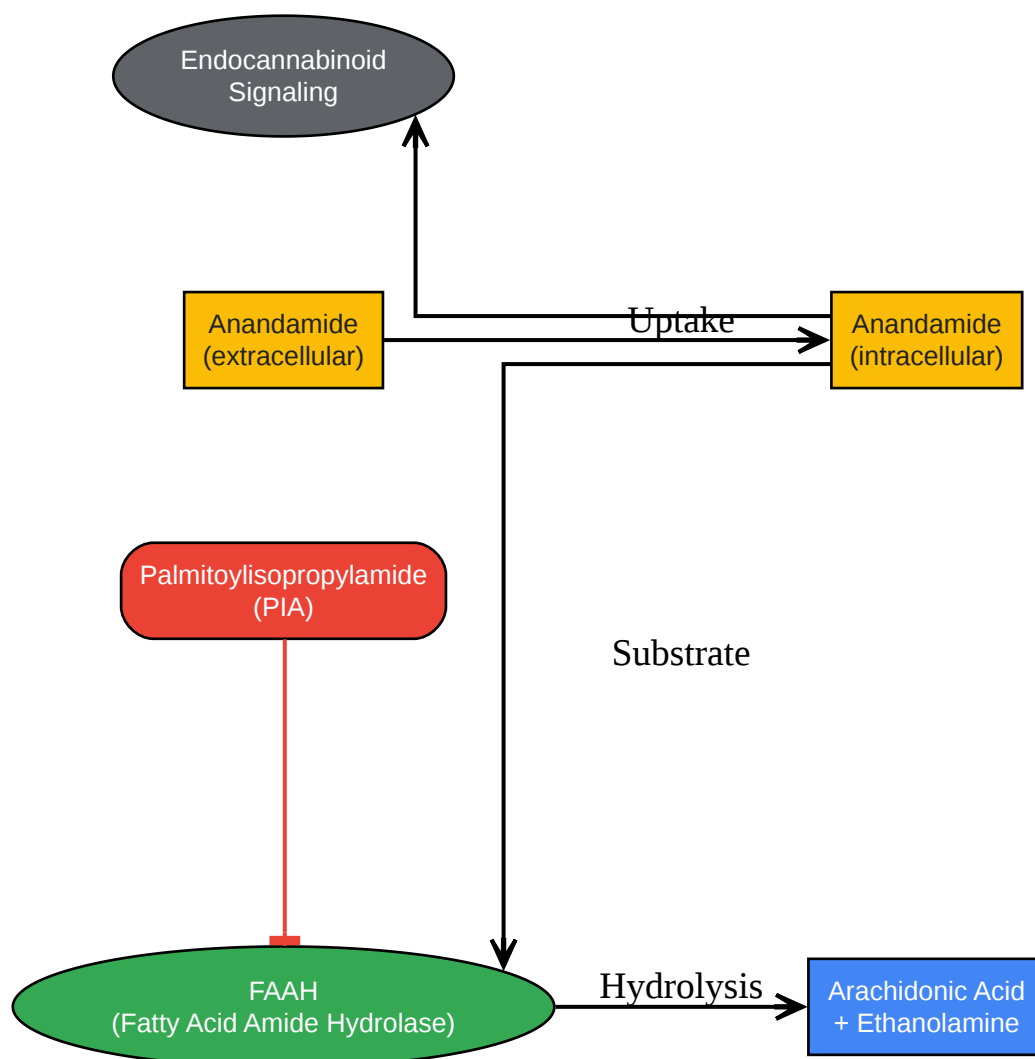 Endocannabinoid
Signaling
Uptake
Anandamide
(extracellular)
Anandamide
(intracellular)
Palmitoylisopropylamide
(PIA)
Substrate
FAAH
(Fatty Acid Amide Hydrolase)
Hydrolysis
Arachidonic Acid
+ Ethanolamine